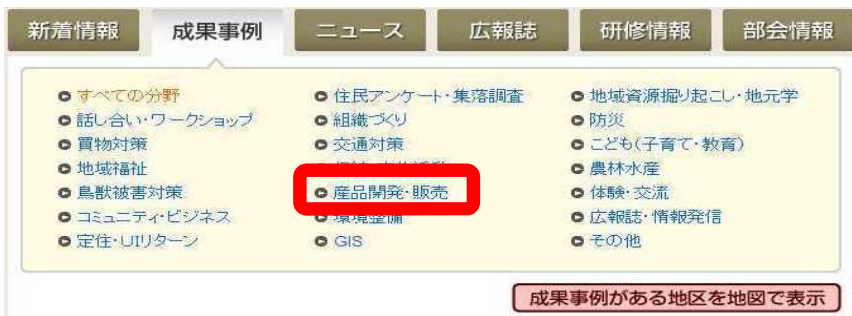 新着情報
成果事例
ニュース
広報誌
研修情報
部会情報
すべての分野
話し合い・ワークショップ
買物対策
地域福祉
鳥獣被害対策
コミュニティ・ビジネス
定住・UIリターン
住民アンケート・集落調査
組織づくり
交通対策
産品開発・販売
環境整備
GIS
地域資源掘り起こし・地元学
防災
こども(子育て・教育)
農林水産
体験・交流
広報誌・情報発信
その他
成果事例がある地区を地図で表示